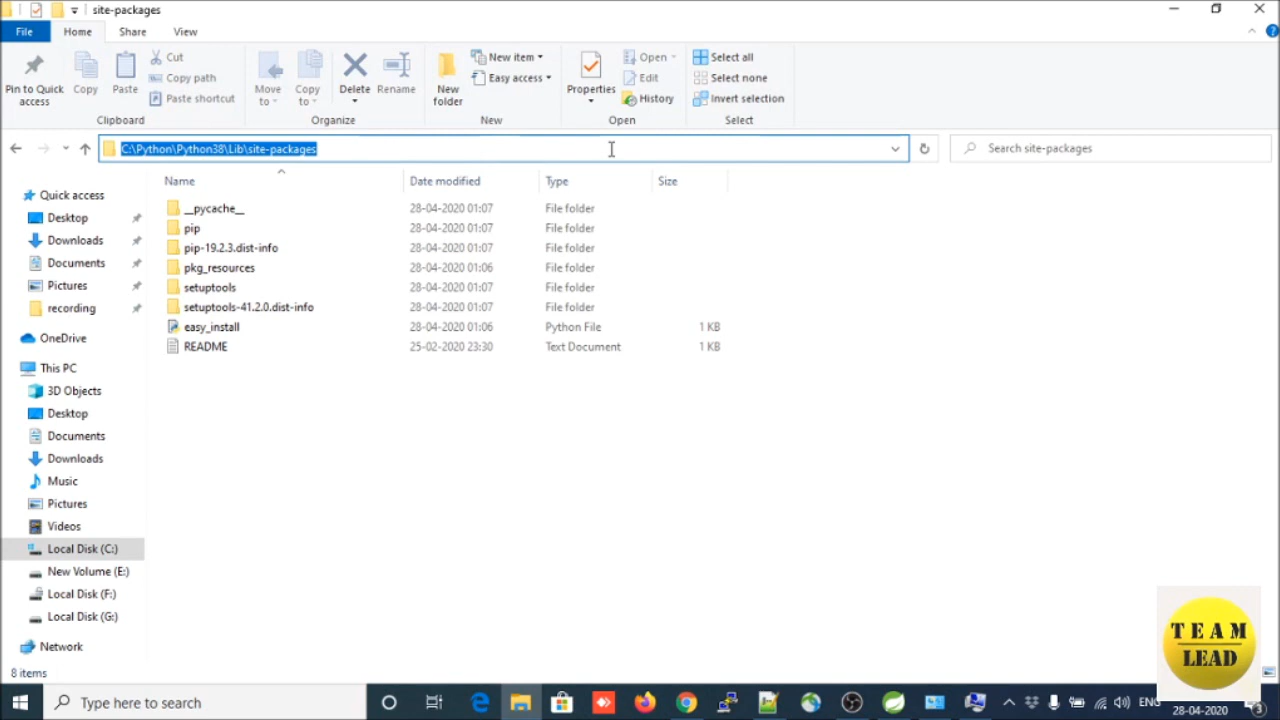 site-packages
File Home Share View
Pin to Quick access
Copy
Paste
Cut
Copy path
Paste shortcut
Clipboard
Move to
Copy to
Delete
Rename
Organize
New folder
New item
Easy access
New
Properties
Open
Edit
History
Open
Select all
Select none
Invert selection
Select
C:\Python\Python38\Lib\site-packages
Search site-packages
Name Date modified Type Size
__pycache__ 28-04-2020 01:07 File folder
pip 28-04-2020 01:07 File folder
pip-19.2.3.dist-info 28-04-2020 01:07 File folder
pkg_resources 28-04-2020 01:06 File folder
setuptools 28-04-2020 01:07 File folder
setuptools-41.2.0.dist-info 28-04-2020 01:07 File folder
easy_install 28-04-2020 01:06 Python File 1 KB
README 25-02-2020 23:30 Text Document 1 KB
Quick access
Desktop
Downloads
Documents
Pictures
recording
OneDrive
This PC
3D Objects
Desktop
Documents
Downloads
Music
Pictures
Videos
Local Disk (C:)
New Volume (E:)
Local Disk (F:)
Local Disk (G:)
Network
8 items
TEAM
LEAD
Type here to search
ENG
28-04-2020
3